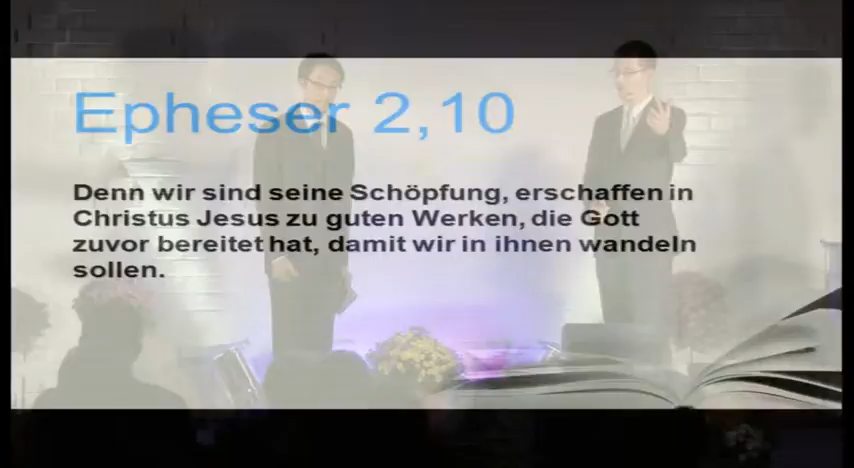 Epheser 2,10
Denn wir sind seine Schöpfung, erschaffen in
Christus Jesus zu guten Werken, die Gott
zuvor bereitet hat, damit wir in ihnen wandeln
sollen.